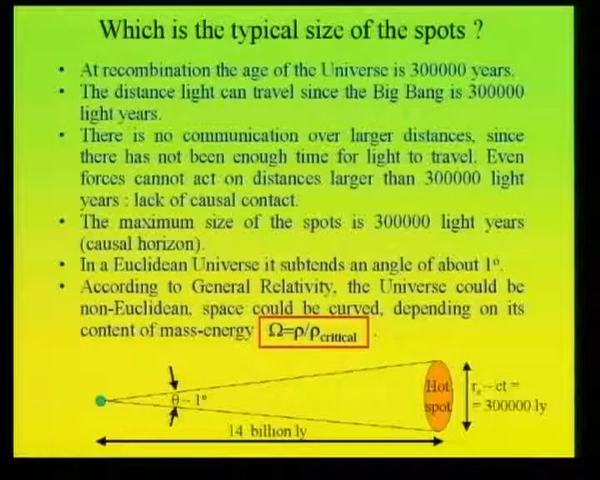 Which is the typical size of the spots ?
• At recombination the age of the Universe is 300000 years.
• The distance light can travel since the Big Bang is 300000
light years.
• There is no communication over larger distances, since
there has not been enough time for light to travel. Even
forces cannot act on distances larger than 300000 light
years : lack of causal contact.
• The maximum size of the spots is 300000 light years
(causal horizon).
• In a Euclidean Universe it subtends an angle of about 1°.
• According to General Relativity, the Universe could be
non-Euclidean, space could be curved, depending on its
content of mass-energy Ω=ρ/ρcritical .
θ ~ 1°
Hot
spot
~ ct =
= 300000 ly
14 billion ly